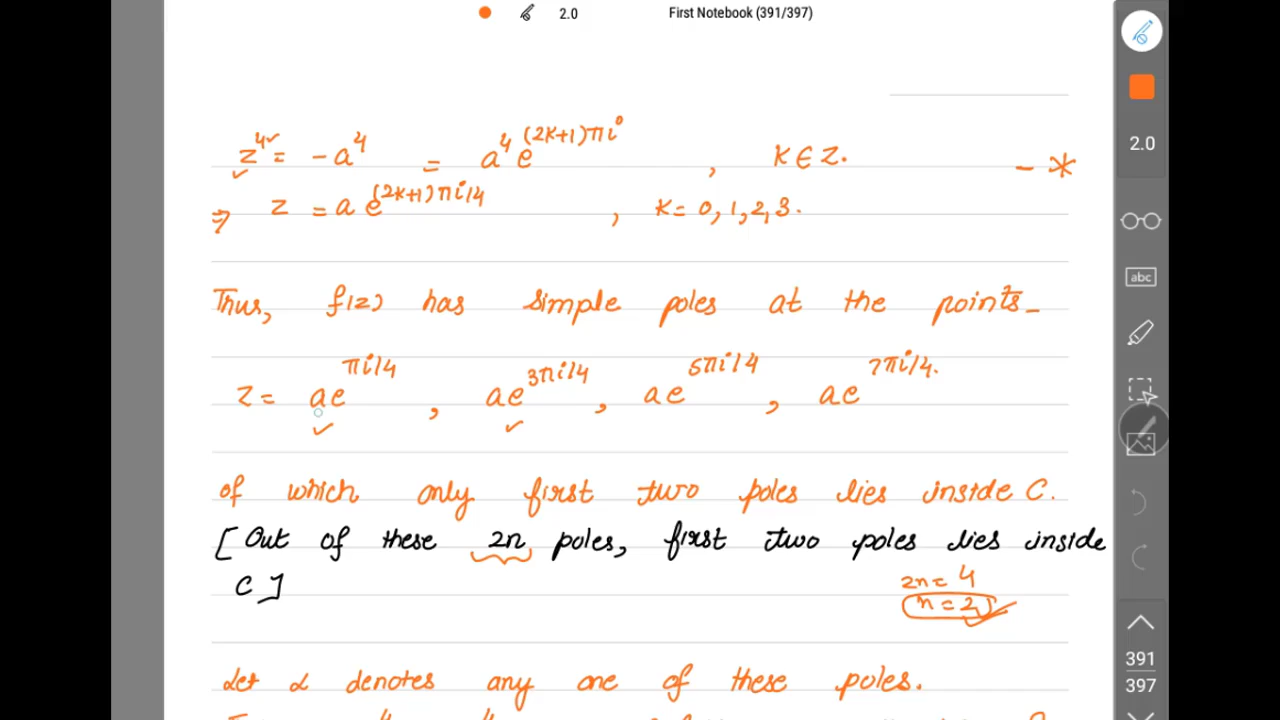 2.0 First Notebook (391/397)
z⁴ = -a⁴ = a⁴ e^(2k+1)πi , k ∈ Z. - *
2.0
⇒ z = a e^(2k+1)πi/4 , k = 0, 1, 2, 3.
abc
Thus, f(z) has simple poles at the points-
z = ae^πi/4 , ae^3πi/4 , ae^5πi/4 , ae^7πi/4.
of which only first two poles lies inside C.
[Out of these 2n poles, first two poles lies inside
C]
2n = 4
n = 2
391
397
Let α denotes any one of these poles.